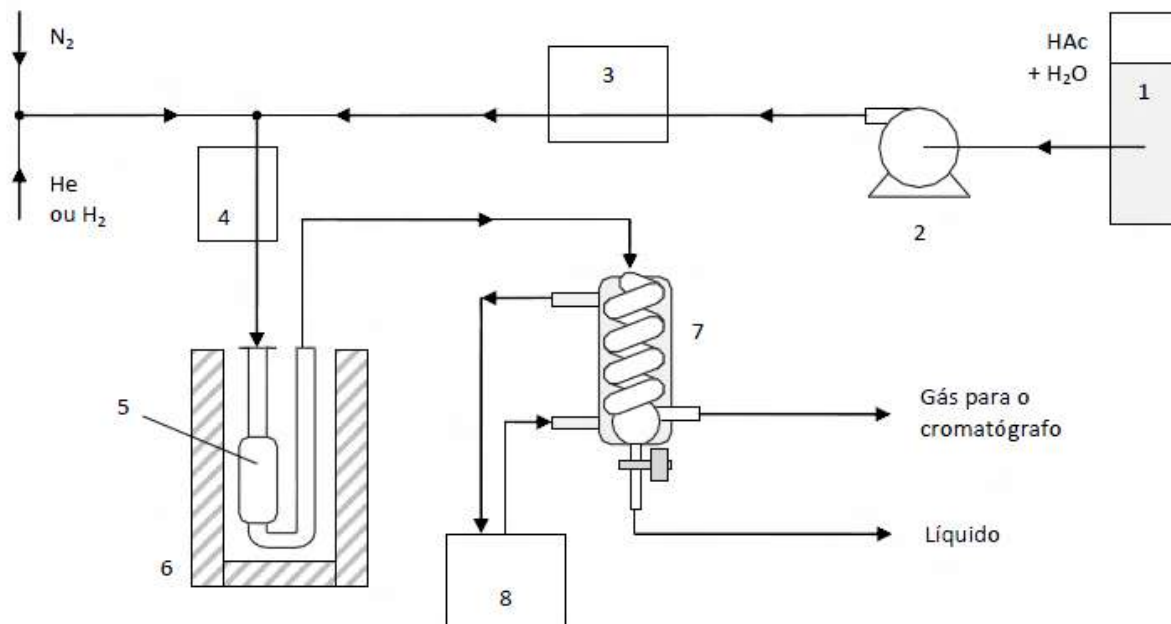 N₂
3
HAc
+ H₂O
1
He
ou H₂
4
2
7
5
Gás para o
cromatógrafo
Líquido
6
8